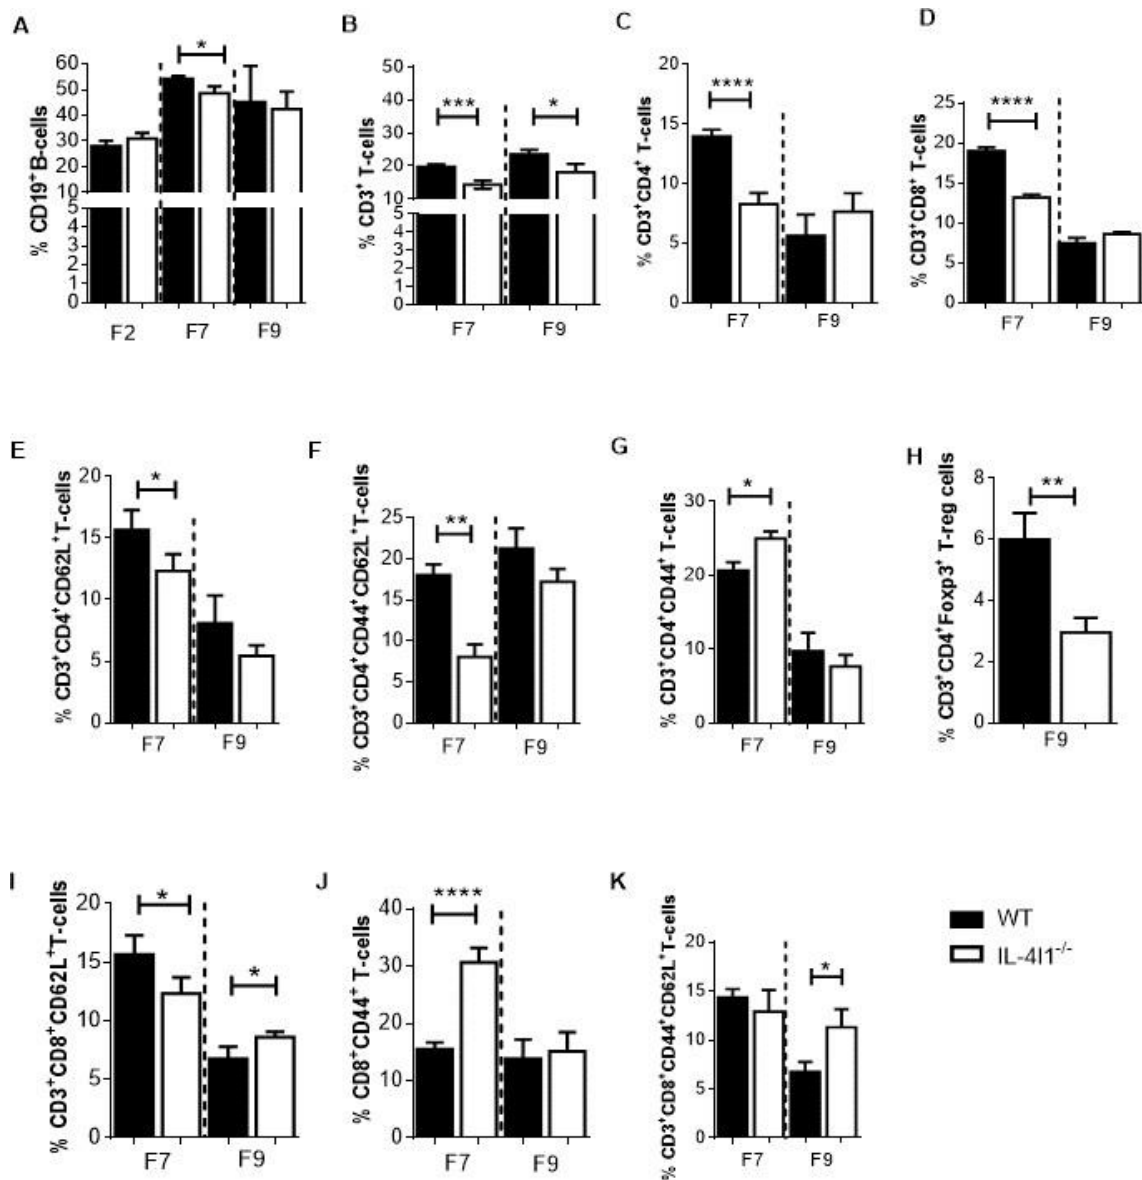 A
% CD19⁺ B-cells
60
50
40
30
20
10
5
4
3
2
1
0
*
F2 F7 F9
B
% CD3⁺ T-cells
50
40
30
20
10
5
4
3
2
1
0
*** *
F7 F9
C
% CD3⁺CD4⁺ T-cells
20
15
10
5
0
****
F7 F9
D
% CD3⁺CD8⁺ T-cells
25
20
15
10
5
0
****
F7 F9
E
% CD3⁺CD4⁺CD62L⁺T-cells
20
15
10
5
0
*
F7 F9
F
% CD3⁺CD4⁺CD44⁺CD62L⁺T-cells
25
20
15
10
5
0
**
F7 F9
G
% CD3⁺CD4⁺CD44⁺ T-cells
30
20
10
0
*
F7 F9
H
% CD3⁺CD4⁺Foxp3⁺ T-reg cells
8
6
4
2
0
**
F9
I
% CD3⁺CD8⁺CD62L⁺T-cells
20
15
10
5
0
* *
F7 F9
J
% CD8⁺CD44⁺ T-cells
40
30
20
10
0
****
F7 F9
K
% CD3⁺CD8⁺CD44⁺CD62L⁺T-cells
20
15
10
5
0
*
F7 F9
WT
IL-4I1⁻/⁻